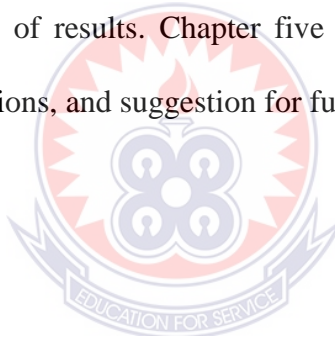 of results. Chapter five
ions, and suggestion for fu
EDUCATION FOR SERVICE